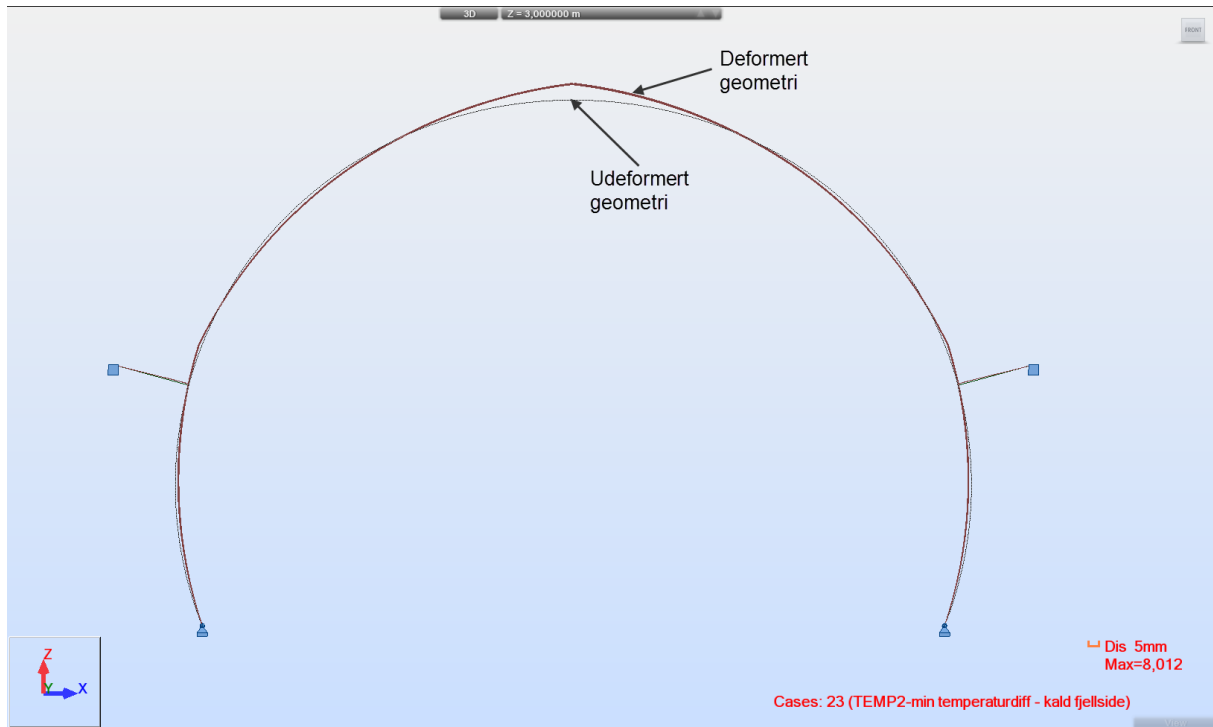 3D
Z = 3,000000 m
FRONT
Deformert
geometri
Udeformert
geometri
Dis 5mm
Max=8,012
Cases: 23 (TEMP2-min temperaturdiff - kald fjellside)
Z
Y
X
View